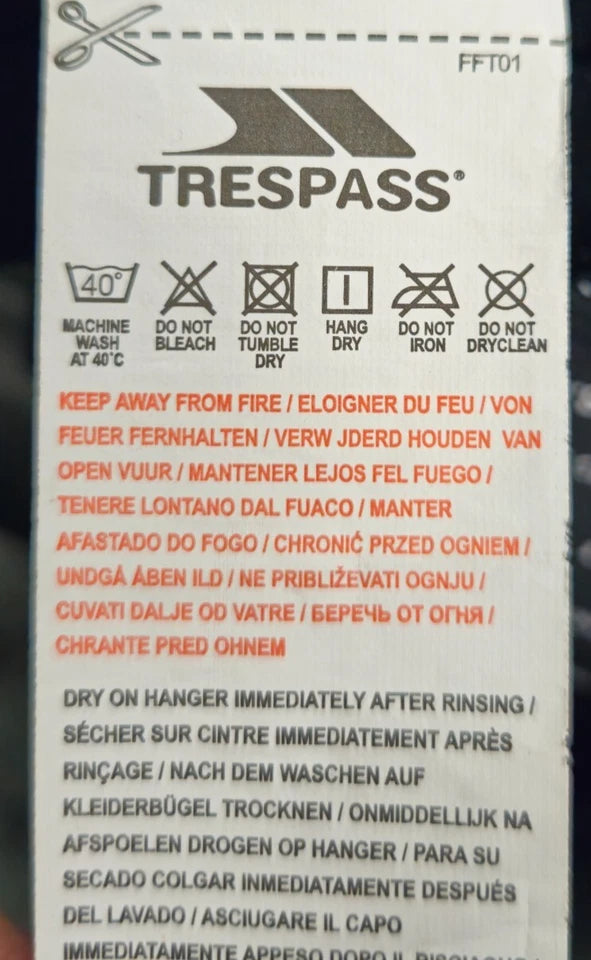 FFT01
TRESPASS®
40°
MACHINE WASH AT 40°C
DO NOT BLEACH
DO NOT TUMBLE DRY
HANG DRY
DO NOT IRON
DO NOT DRYCLEAN
KEEP AWAY FROM FIRE / ELOIGNER DU FEU / VON
FEUER FERNHALTEN / VERW JDERD HOUDEN VAN
OPEN VUUR / MANTENER LEJOS FEL FUEGO /
TENERE LONTANO DAL FUACO / MANTER
AFASTADO DO FOGO / CHRONIĆ PRZED OGNIEM /
UNDGÅ ÅBEN ILD / NE PRIBLIŽEVATI OGNJU /
CUVATI DALJE OD VATRE / БЕРЕЧЬ ОТ ОГНЯ /
CHRANTE PRED OHNEM
DRY ON HANGER IMMEDIATELY AFTER RINSING /
SÉCHER SUR CINTRE IMMEDIATEMENT APRÈS
RINÇAGE / NACH DEM WASCHEN AUF
KLEIDERBÜGEL TROCKNEN / ONMIDDELLIJK NA
AFSPOELEN DROGEN OP HANGER / PARA SU
SECADO COLGAR INMEDIATAMENTE DESPUÉS
DEL LAVADO / ASCIUGARE IL CAPO
IMMEDIATAMENTE APPESO DOPO IL